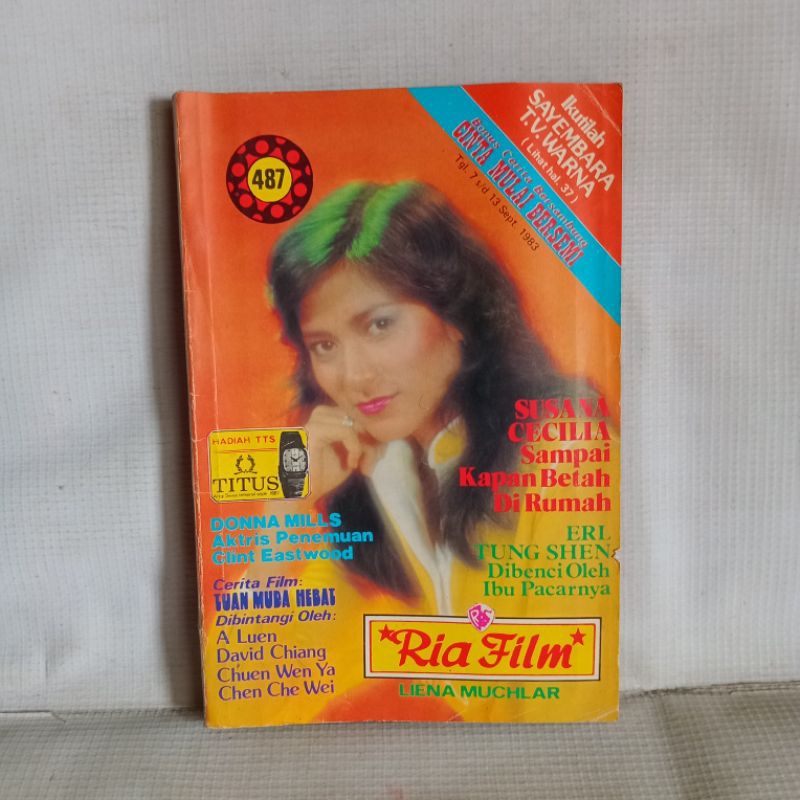 487
Ikutilah
SAYEMBARA
T.V. WARNA
(Lihat hal. 37)
Bonus Cerita Bersambung
CINTA MULAI BERSEMI
Tgl. 7 s/d 13 Sept. 1983
SUSANA
CECILIA
Sampai
Kapan Betah
Di Rumah
HADIAH TTS
TITUS
DONNA MILLS
Aktris Penemuan
Clint Eastwood
ERL
TUNG SHEN
Dibenci Oleh
Ibu Pacarnya
Cerita Film:
TUAN MUDA HEBAT
Dibintangi Oleh:
A Luen
David Chiang
Chuen Wen Ya
Chen Che Wei
Ria Film
LIENA MUCHLAR